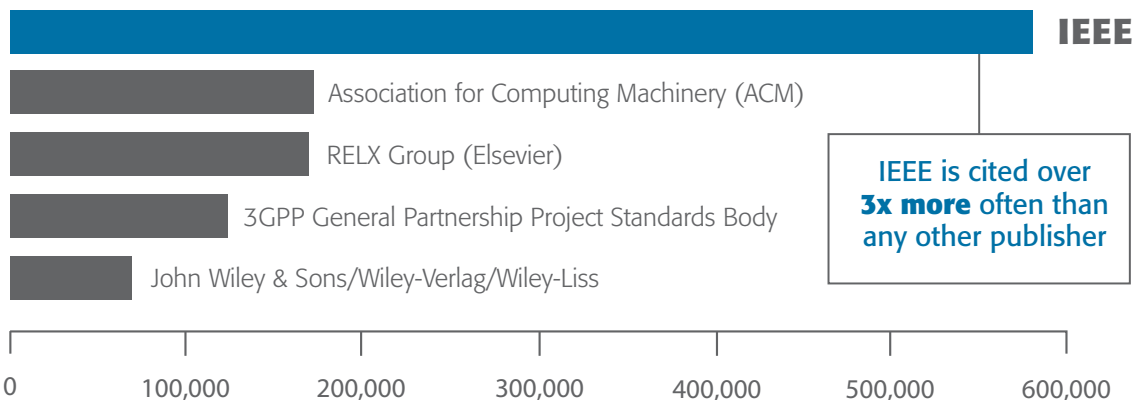 IEEE
Association for Computing Machinery (ACM)
RELX Group (Elsevier)
IEEE is cited over
3x more often than
any other publisher
3GPP General Partnership Project Standards Body
John Wiley & Sons/Wiley-Verlag/Wiley-Liss
0 100,000 200,000 300,000 400,000 500,000 600,000